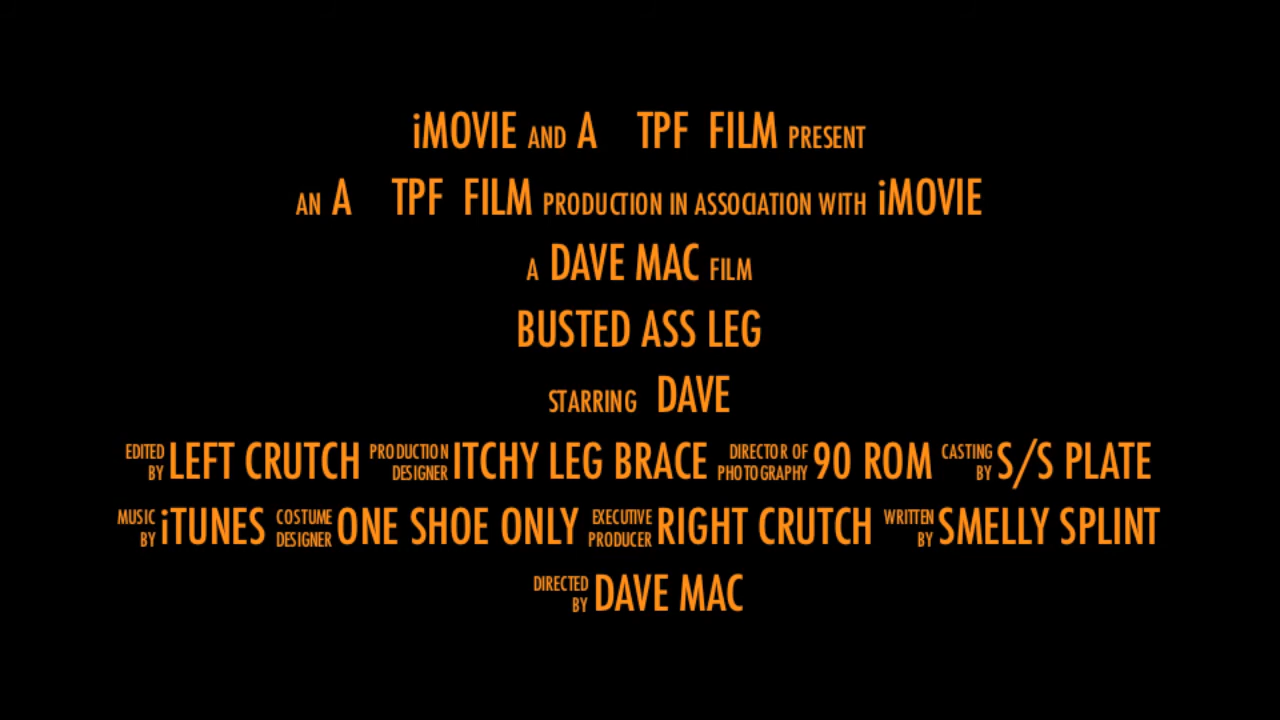 iMOVIE AND A TPF FILM PRESENT
AN A TPF FILM PRODUCTION IN ASSOCIATION WITH iMOVIE
A DAVE MAC FILM
BUSTED ASS LEG
STARRING DAVE
EDITED BY LEFT CRUTCH PRODUCTION DESIGNER ITCHY LEG BRACE DIRECTOR OF PHOTOGRAPHY 90 ROM CASTING BY S/S PLATE
MUSIC BY iTUNES COSTUME DESIGNER ONE SHOE ONLY EXECUTIVE PRODUCER RIGHT CRUTCH WRITTEN BY SMELLY SPLINT
DIRECTED BY DAVE MAC